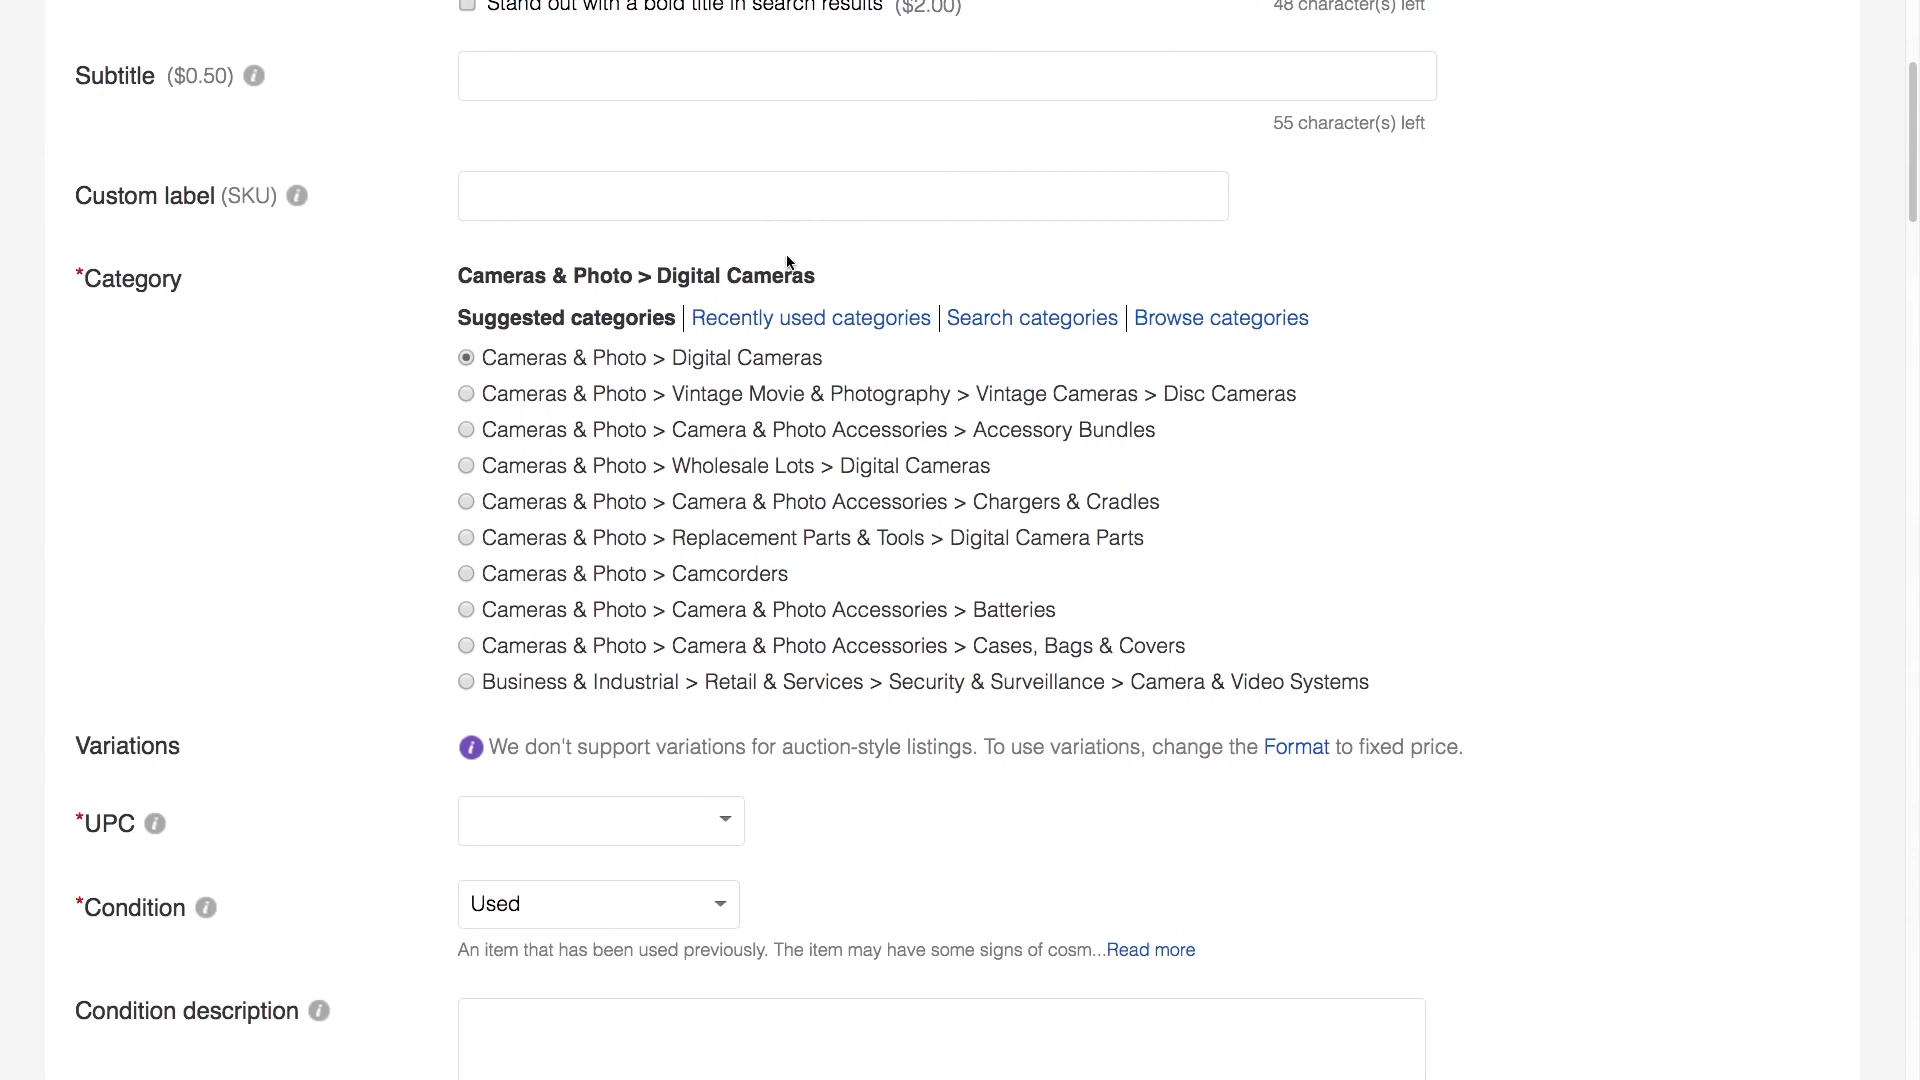 Stand out with a bold title in search results ($2.00)
48 character(s) left
Subtitle ($0.50)
55 character(s) left
Custom label (SKU)
*Category
Cameras & Photo > Digital Cameras
Suggested categories | Recently used categories | Search categories | Browse categories
Cameras & Photo > Digital Cameras
Cameras & Photo > Vintage Movie & Photography > Vintage Cameras > Disc Cameras
Cameras & Photo > Camera & Photo Accessories > Accessory Bundles
Cameras & Photo > Wholesale Lots > Digital Cameras
Cameras & Photo > Camera & Photo Accessories > Chargers & Cradles
Cameras & Photo > Replacement Parts & Tools > Digital Camera Parts
Cameras & Photo > Camcorders
Cameras & Photo > Camera & Photo Accessories > Batteries
Cameras & Photo > Camera & Photo Accessories > Cases, Bags & Covers
Business & Industrial > Retail & Services > Security & Surveillance > Camera & Video Systems
Variations
We don't support variations for auction-style listings. To use variations, change the Format to fixed price.
*UPC
*Condition
Used
An item that has been used previously. The item may have some signs of cosm...Read more
Condition description